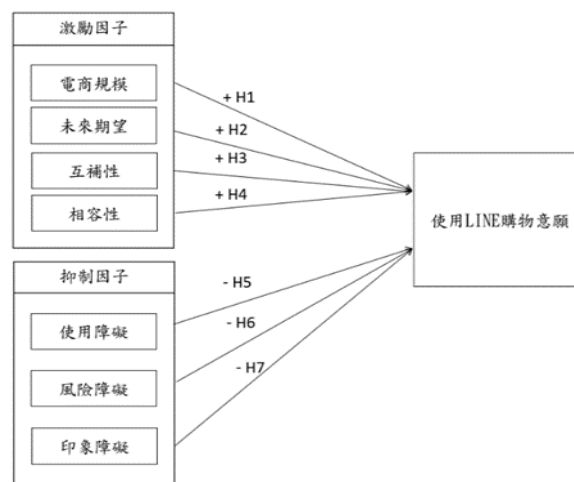 激勵因子
電商規模
未來期望
互補性
相容性
+ H1
+ H2
+ H3
+ H4
使用LINE購物意願
抑制因子
使用障礙
風險障礙
印象障礙
- H5
- H6
- H7